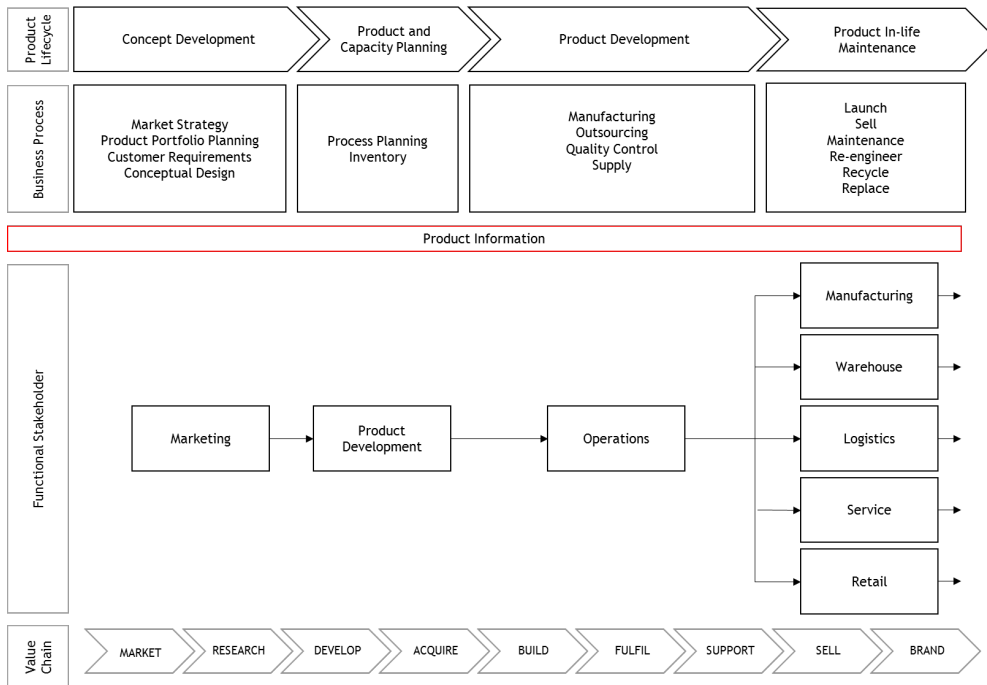 Product
Lifecycle
Concept Development
Product and
Capacity Planning
Product Development
Product In-life
Maintenance
Business Process
Market Strategy
Product Portfolio Planning
Customer Requirements
Conceptual Design
Process Planning
Inventory
Manufacturing
Outsourcing
Quality Control
Supply
Launch
Sell
Maintenance
Re-engineer
Recycle
Replace
Product Information
Functional Stakeholder
Marketing
Product
Development
Operations
Manufacturing
Warehouse
Logistics
Service
Retail
Value
Chain
MARKET
RESEARCH
DEVELOP
ACQUIRE
BUILD
FULFIL
SUPPORT
SELL
BRAND